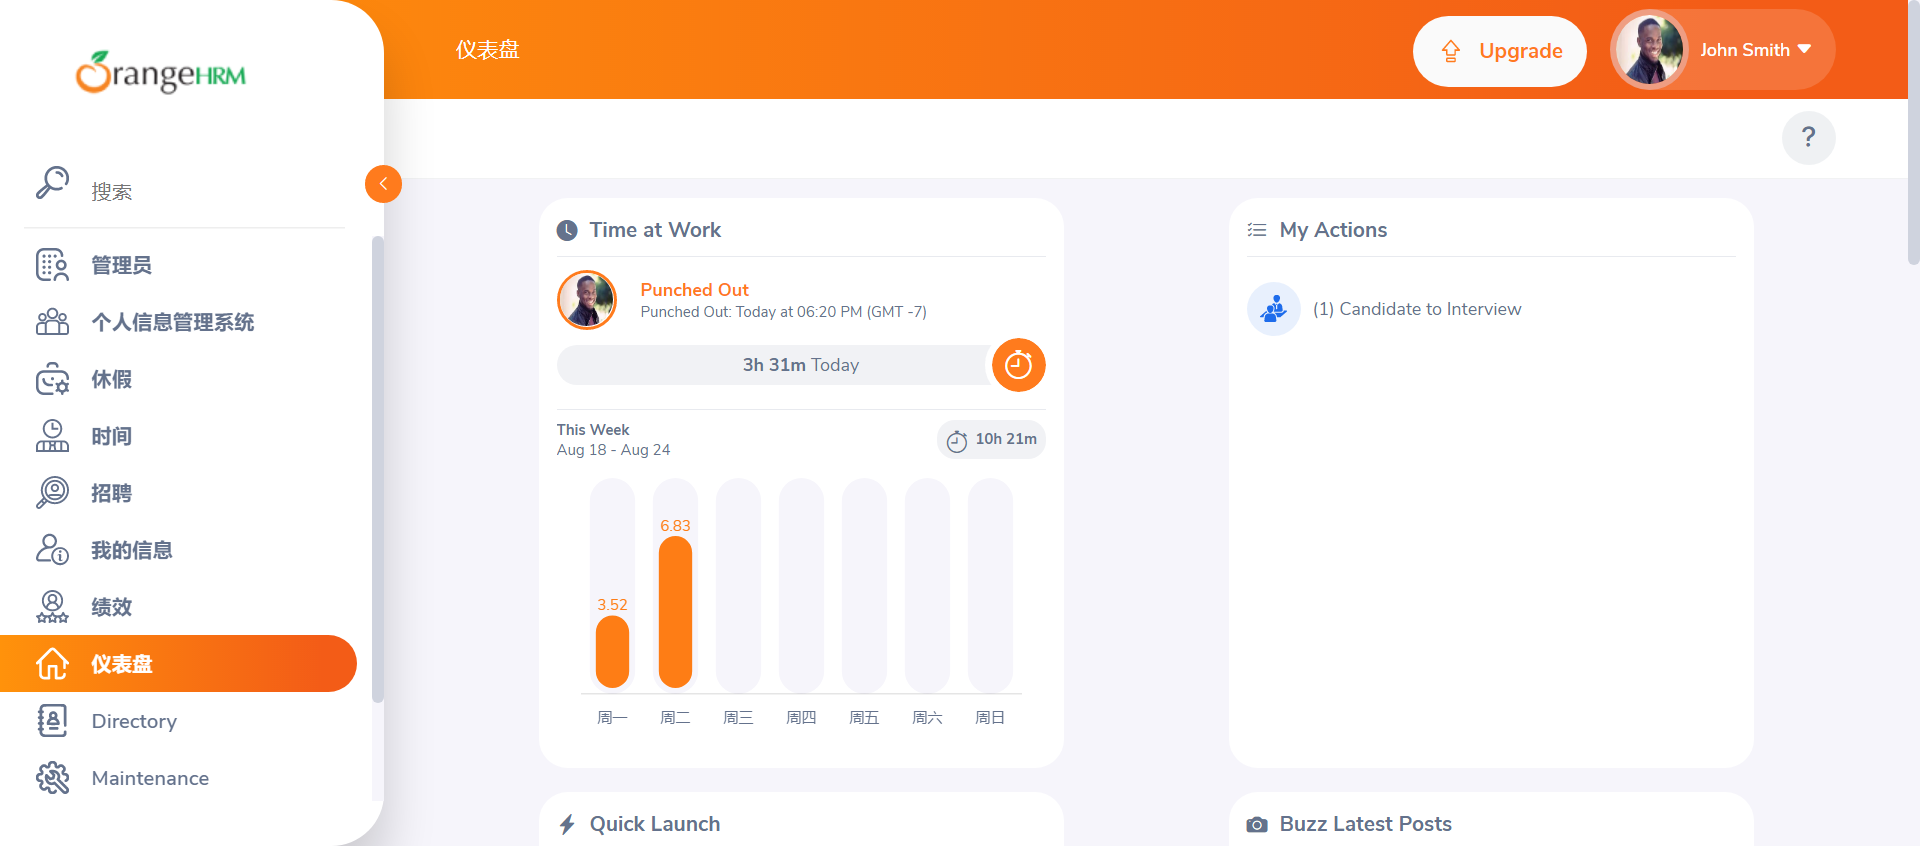 OrangeHRM
仪表盘
Upgrade
John Smith
?
搜索
管理员
个人信息管理系统
休假
时间
招聘
我的信息
绩效
仪表盘
Directory
Maintenance
Time at Work
Punched Out
Punched Out: Today at 06:20 PM (GMT -7)
3h 31m Today
This Week
Aug 18 - Aug 24
10h 21m
6.83
3.52
周一 周二 周三 周四 周五 周六 周日
My Actions
(1) Candidate to Interview
Quick Launch
Buzz Latest Posts